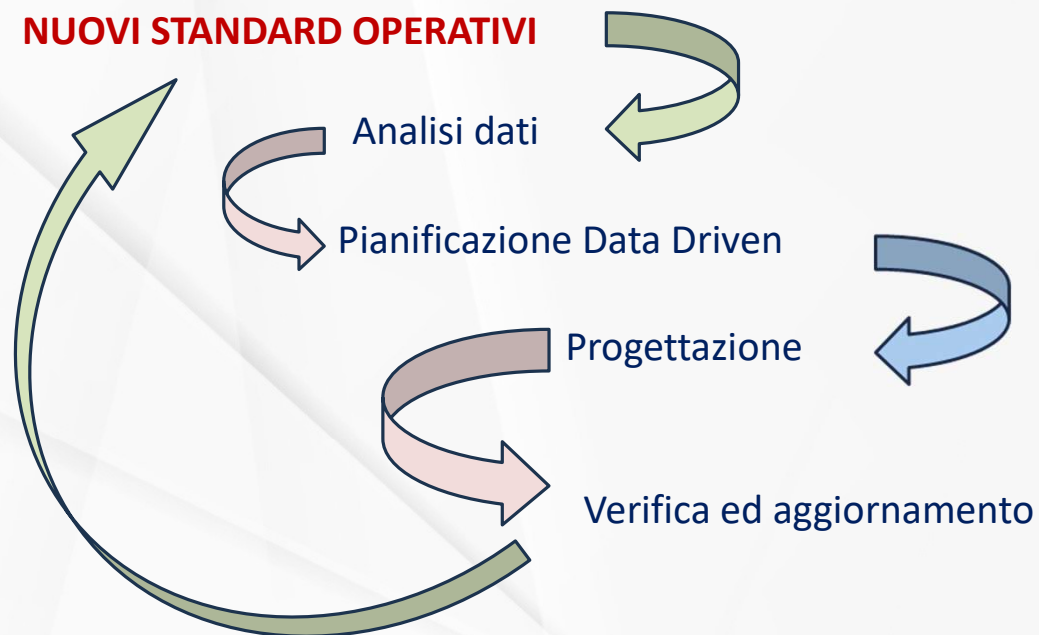 NUOVI STANDARD OPERATIVI
Analisi dati
Pianificazione Data Driven
Progettazione
Verifica ed aggiornamento